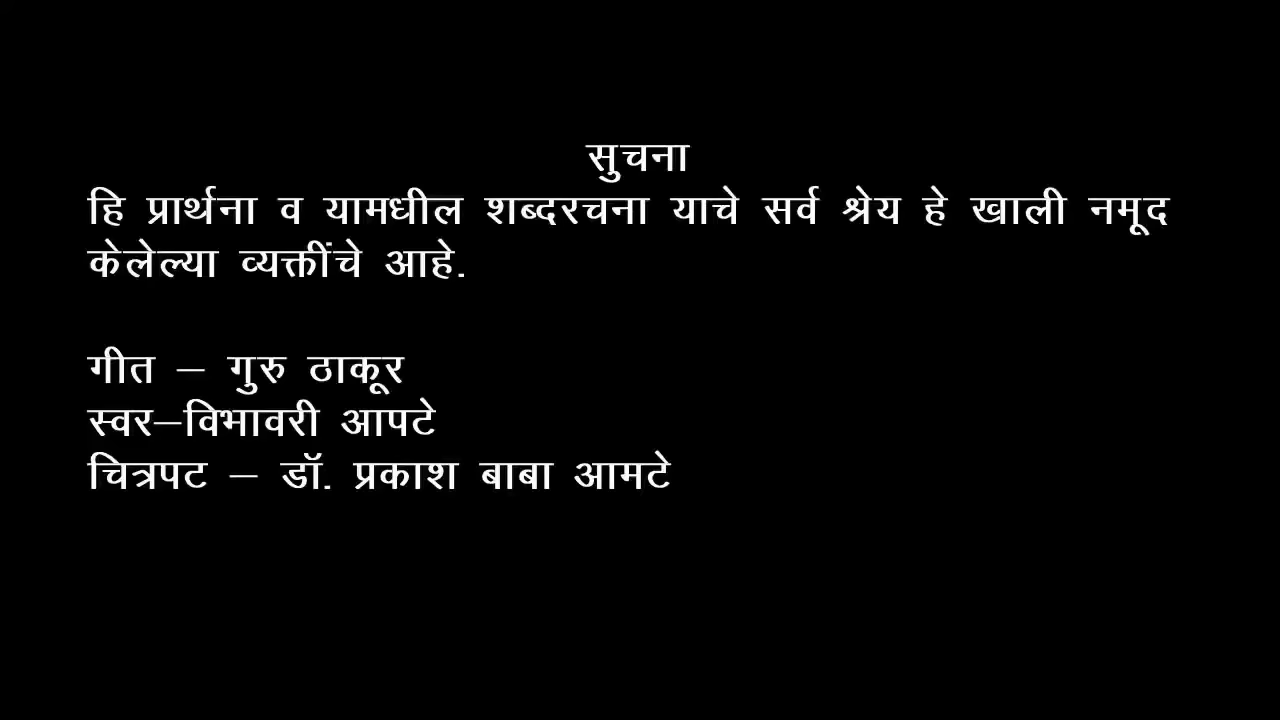 सुचना
हि प्रार्थना व यामधील शब्दरचना याचे सर्व श्रेय हे खाली नमूद
केलेल्या व्यक्तींचे आहे.
गीत – गुरु ठाकूर
स्वर–विभावरी आपटे
चित्रपट – डॉ. प्रकाश बाबा आमटे